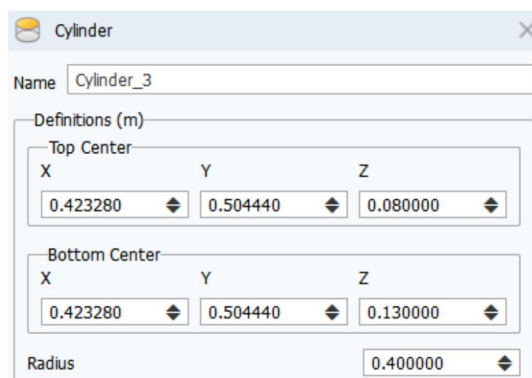 Cylinder
Name Cylinder_3
Definitions (m)
Top Center
X Y Z
0.423280 0.504440 0.080000
Bottom Center
X Y Z
0.423280 0.504440 0.130000
Radius 0.400000